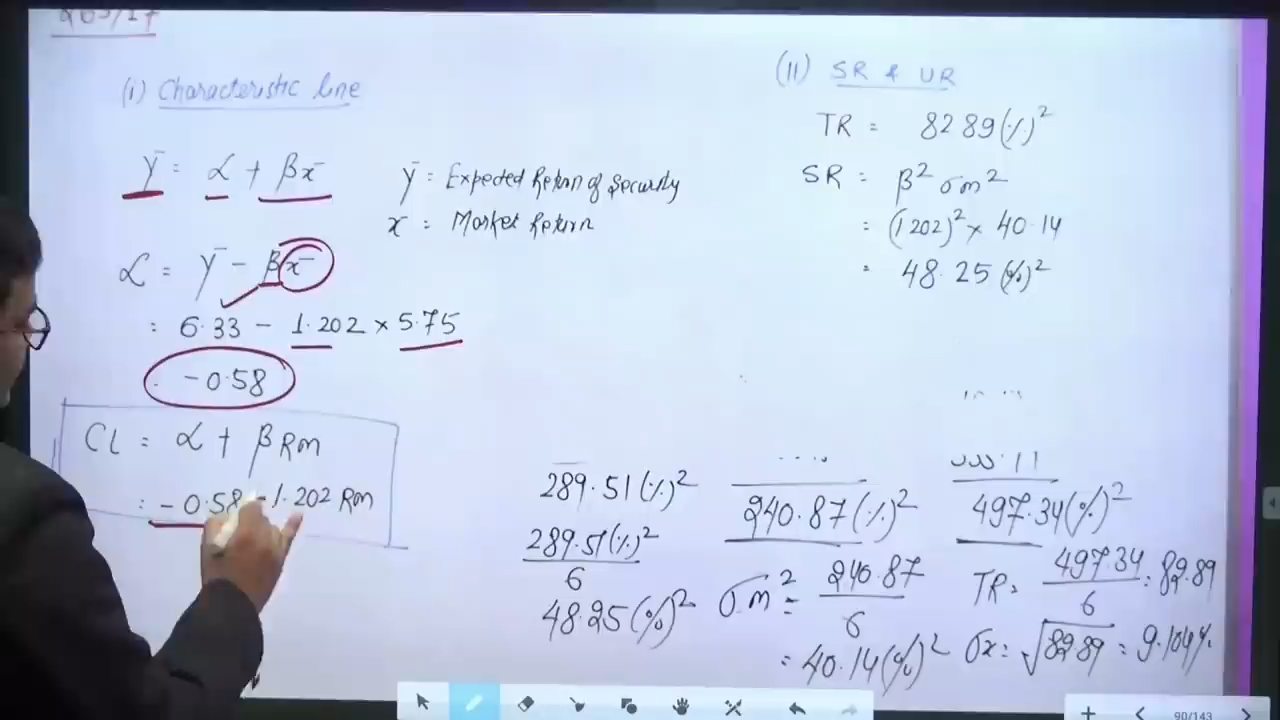 (i) Characteristic line
ȳ = α + βx̄
ȳ = Expected Return of Security
x = Market Return
α = ȳ - βx̄
: 6.33 - 1.202 × 5.75
- 0.58
CL = α + βRm
: - 0.58 - 1.202 Rm
(II) SR & UR
TR = 82 89 (%)²
SR = β² σm²
= (1 202)² × 40.14
= 48.25 (%)²
289.51 (%)²
289.51 (%)²
6
48.25 (%)²
240.87 (%)²
σm² = 240.87
6
= 40.14 (%)²
497.34 (%)²
TR = 497.34 : 82.89
6
σx = √82.89 = 9.104%
90/143